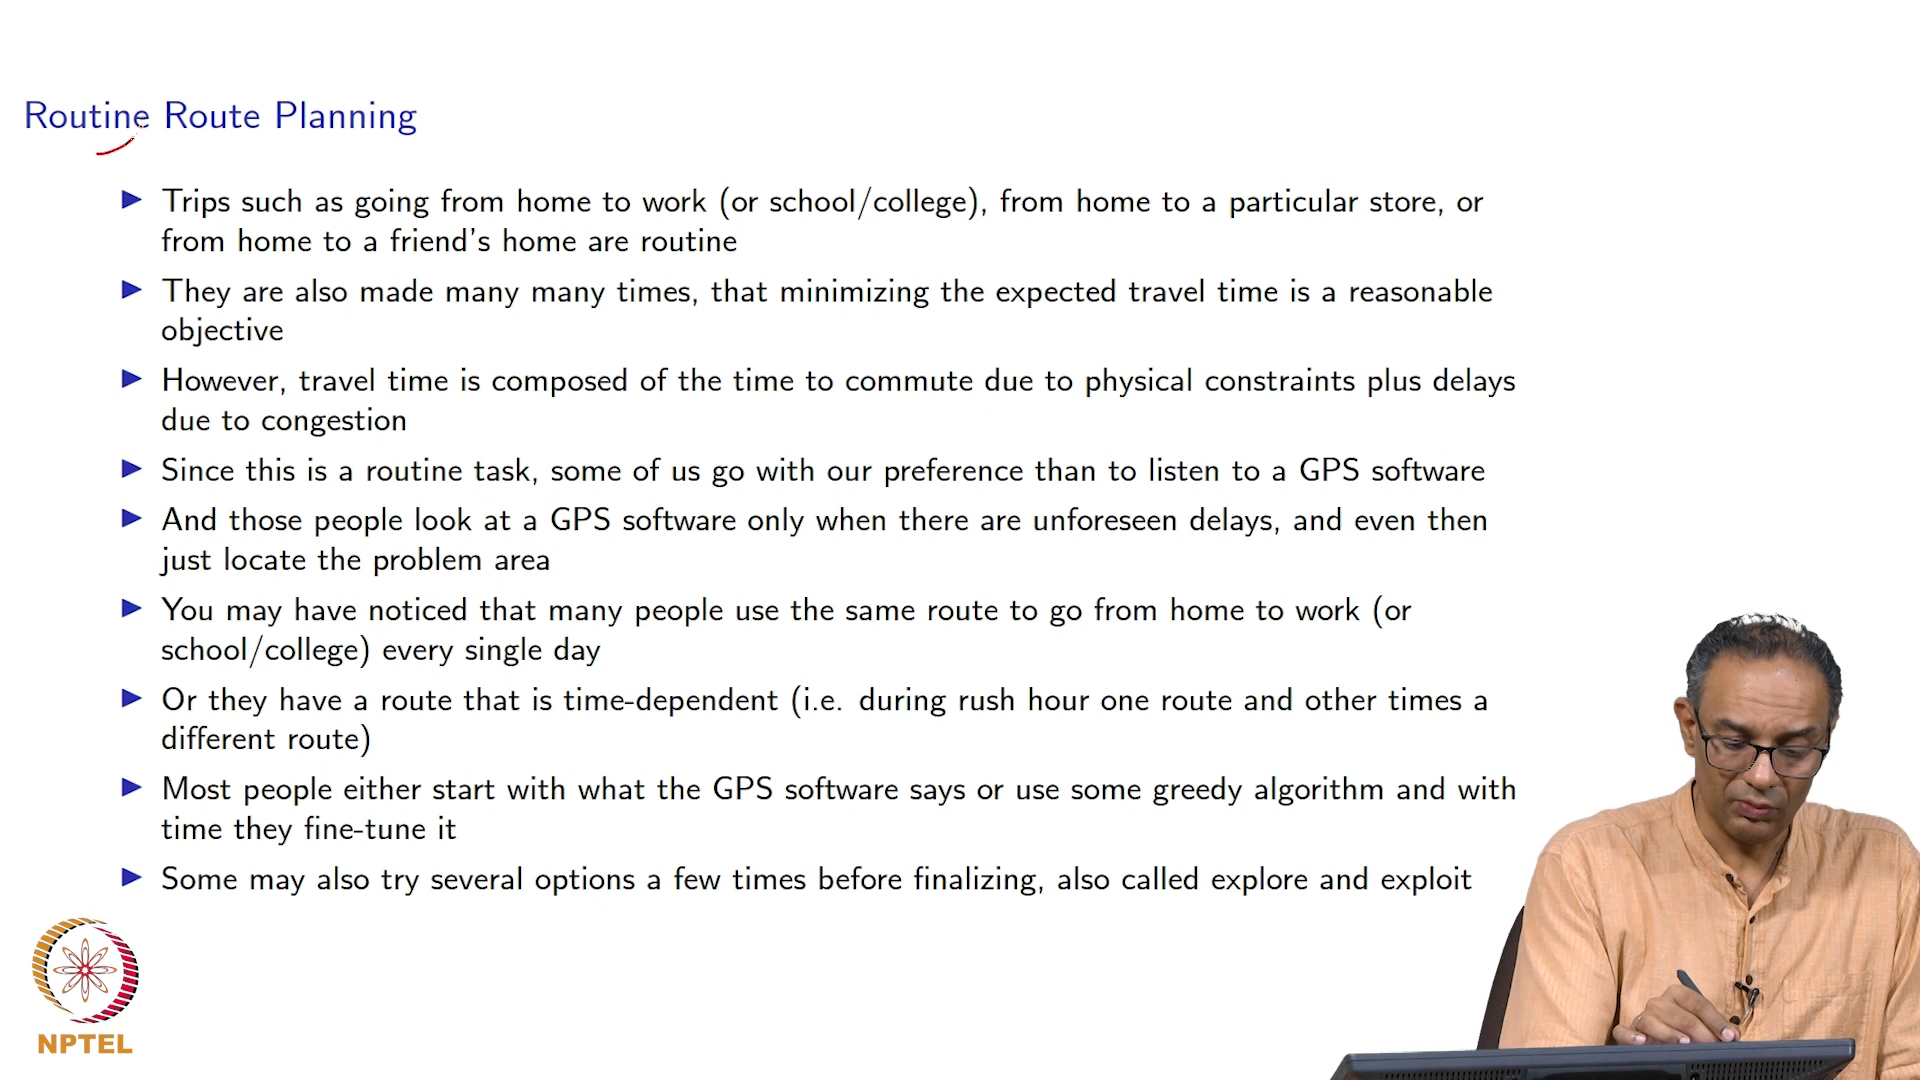 Routine Route Planning
Trips such as going from home to work (or school/college), from home to a particular store, or
from home to a friend's home are routine
They are also made many many times, that minimizing the expected travel time is a reasonable
objective
However, travel time is composed of the time to commute due to physical constraints plus delays
due to congestion
Since this is a routine task, some of us go with our preference than to listen to a GPS software
And those people look at a GPS software only when there are unforeseen delays, and even then
just locate the problem area
You may have noticed that many people use the same route to go from home to work (or
school/college) every single day
Or they have a route that is time-dependent (i.e. during rush hour one route and other times a
different route)
Most people either start with what the GPS software says or use some greedy algorithm and with
time they fine-tune it
Some may also try several options a few times before finalizing, also called explore and exploit
NPTEL